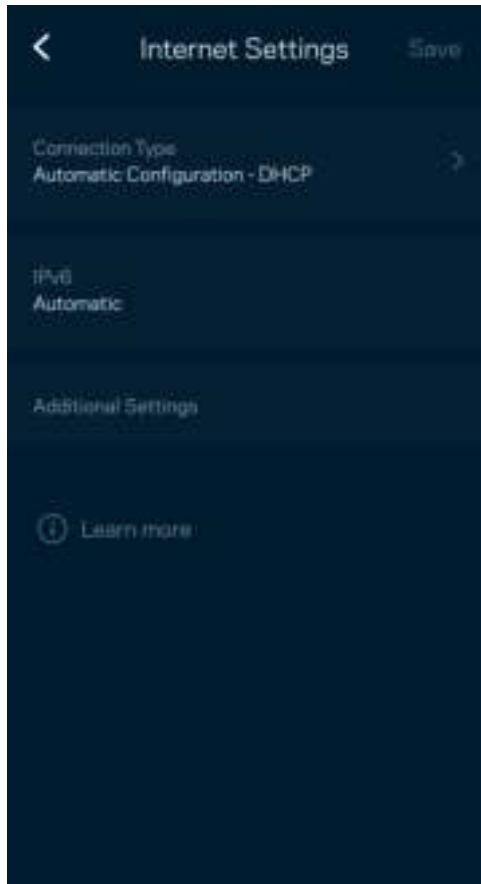 Internet Settings
Save
Connection Type
Automatic Configuration - DHCP
IPv6
Automatic
Additional Settings
Learn more